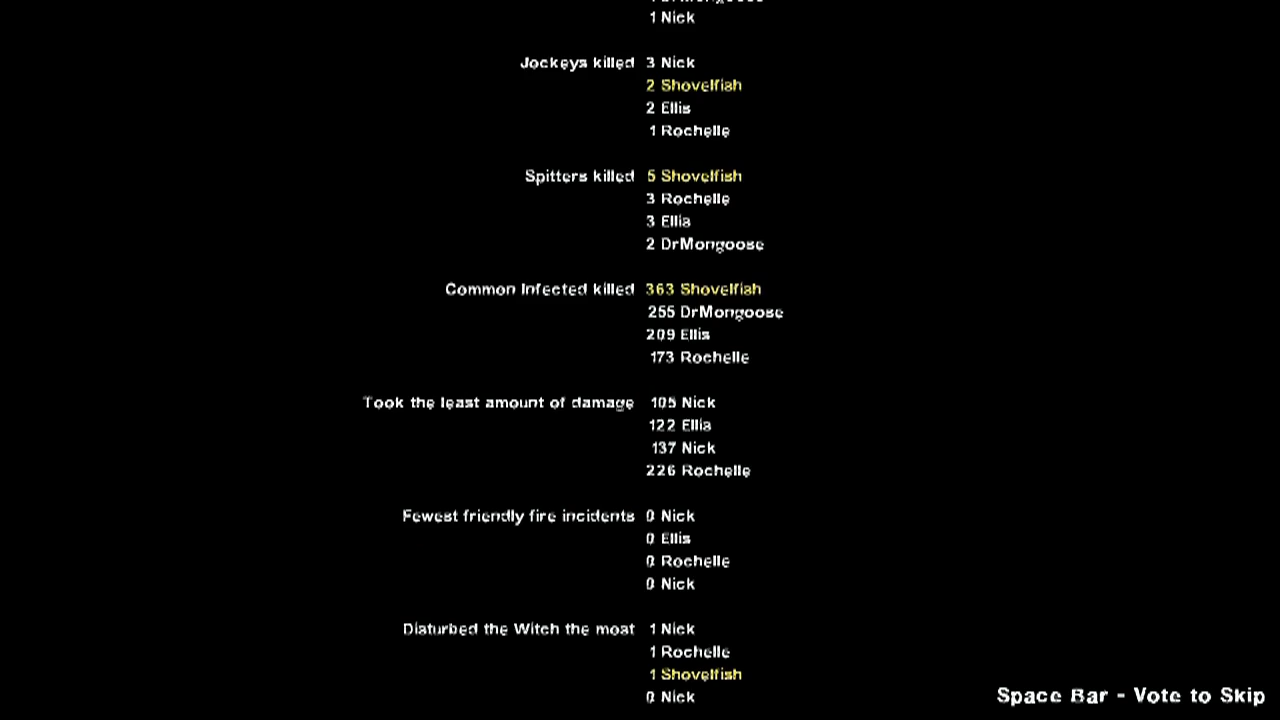 1 Nick
Jockeys killed 3 Nick
2 Shovelfish
2 Ellis
1 Rochelle
Spitters killed 5 Shovelfish
3 Rochelle
3 Ellis
2 DrMongoose
Common Infected killed 363 Shovelfish
255 DrMongoose
209 Ellis
173 Rochelle
Took the least amount of damage 105 Nick
122 Ellis
137 Nick
226 Rochelle
Fewest friendly fire incidents 0 Nick
0 Ellis
0 Rochelle
0 Nick
Disturbed the Witch the most 1 Nick
1 Rochelle
1 Shovelfish
0 Nick
Space Bar - Vote to Skip